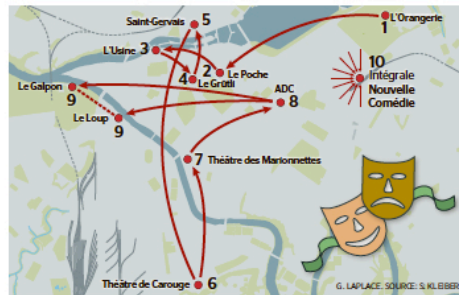 Saint-Gervais 5
L'Orangerie
1
L'Usine 3
2
Le Poche
4
Le Grütli
10
Intégrale
Nouvelle
Comédie
Le Galpon
9
ADC
8
Le Loup
9
7 Théâtre des Marionnettes
Théâtre de Carouge 6
G. LAPLACE. SOURCE: S. KLEIBER